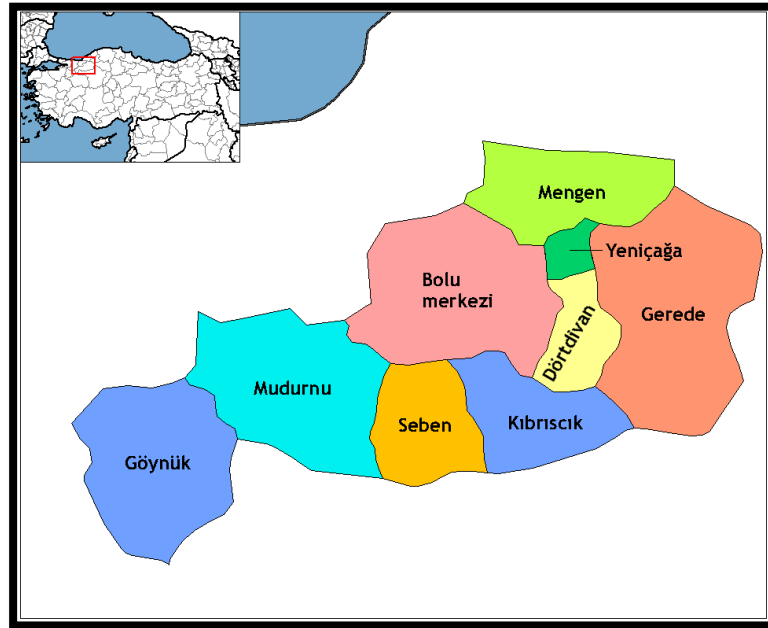 Mengen
Yeniçağa
Bolu
merkezi
Gerede
Dörtdivan
Mudurnu
Seben
Kıbrıscık
Göynük